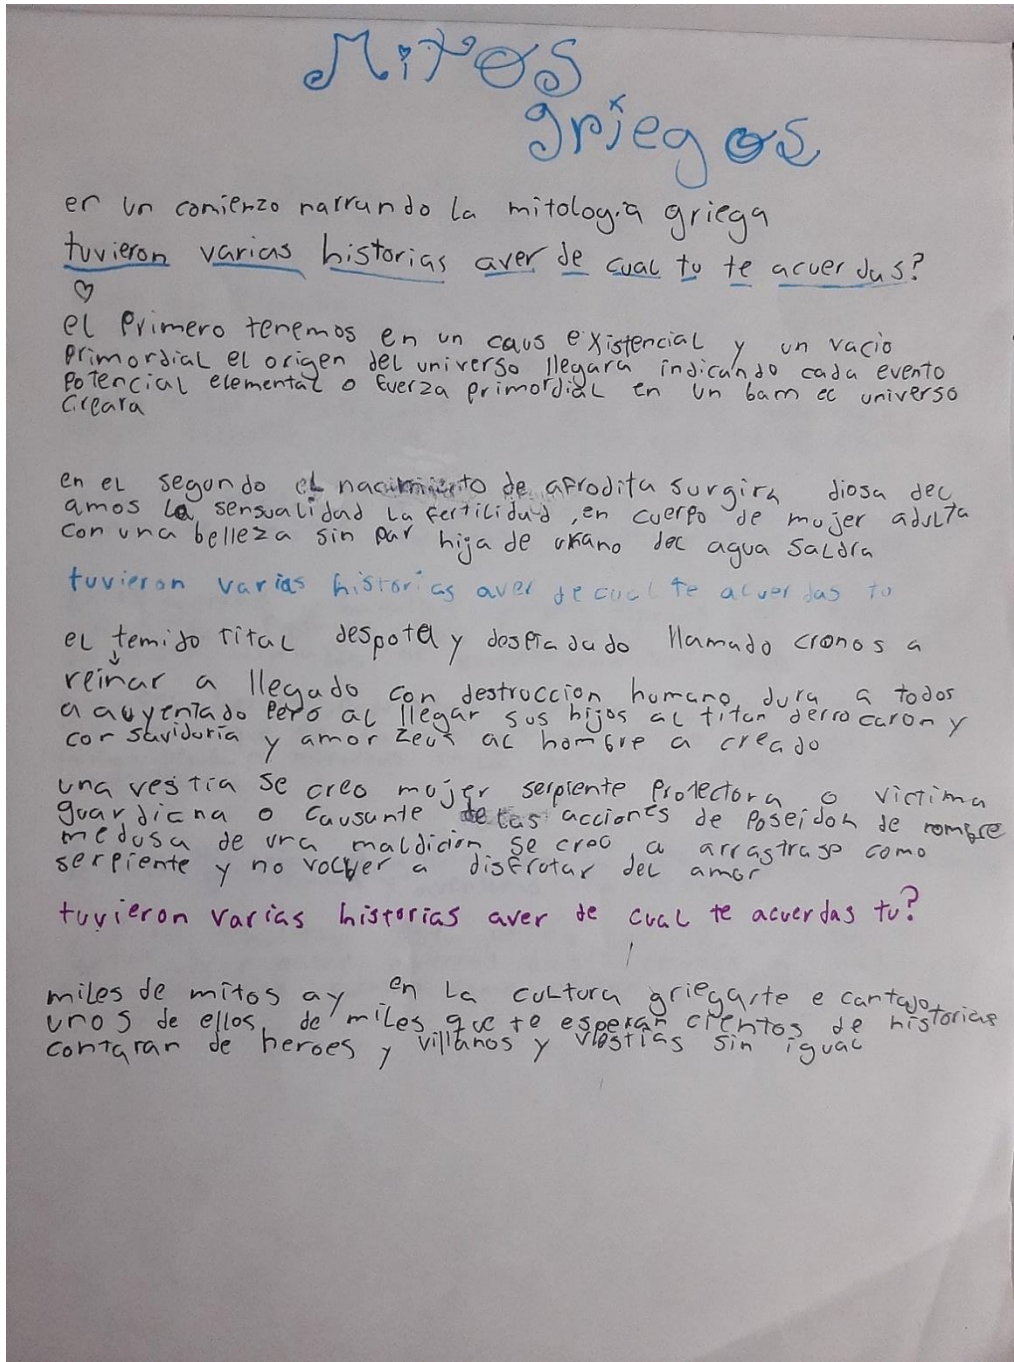 Mitos
griegos
en un comienzo narrando la mitologia griega
tuvieron varias historias aver de cual tu te acuerdas?
el Primero tenemos en un caus existencial y un vacio
primordial el origen del universo llegara indicando cada evento
Potencial elemental o fuerza primordial en un bam el universo
creara
en el segundo el nacimiento de afrodita surgira diosa del
amos la sensualidad la fertilidad, en cuerpo de mujer adulta
con una belleza sin par hija de urano del agua saldra
tuvieron varias historias aver de cual te acuerdas tu
el temido tital despota y despiadado llamado cronos a
reinar a llegado con destruccion humano dura a todos
a auyentado pero al llegar sus hijos al titan derrocaron y
con saviduria y amor zeus al hombre a creado
una vestia se creo mujer serpiente protectora o victima
guardiana o causante de las acciones de poseidon de nombre
medusa de una maldicion se creo a arrastrase como
serpiente y no volver a disfrutar del amor
tuvieron varias historias aver de cual te acuerdas tu?
miles de mitos ay en la cultura griega,te e cantado
unos de ellos, de miles que te esperan cientos de historias
contaran de heroes y villanos y vestias sin igual